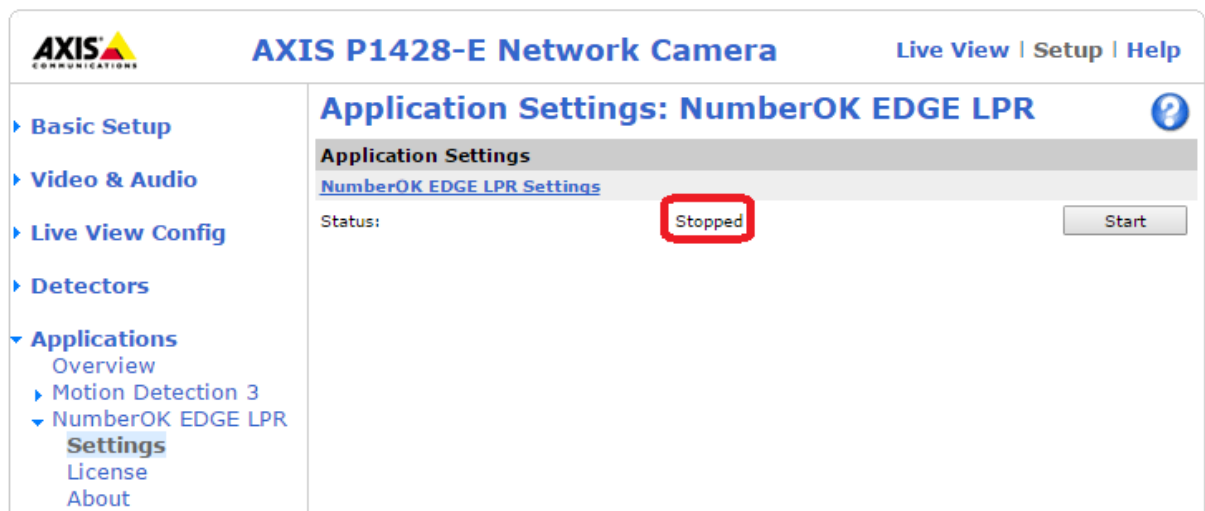 AXIS
COMMUNICATIONS
AXIS P1428-E Network Camera
Live View | Setup | Help
Basic Setup
Video & Audio
Live View Config
Detectors
Applications
Overview
Motion Detection 3
NumberOK EDGE LPR
Settings
License
About
Application Settings: NumberOK EDGE LPR
?
Application Settings
NumberOK EDGE LPR Settings
Status: Stopped Start